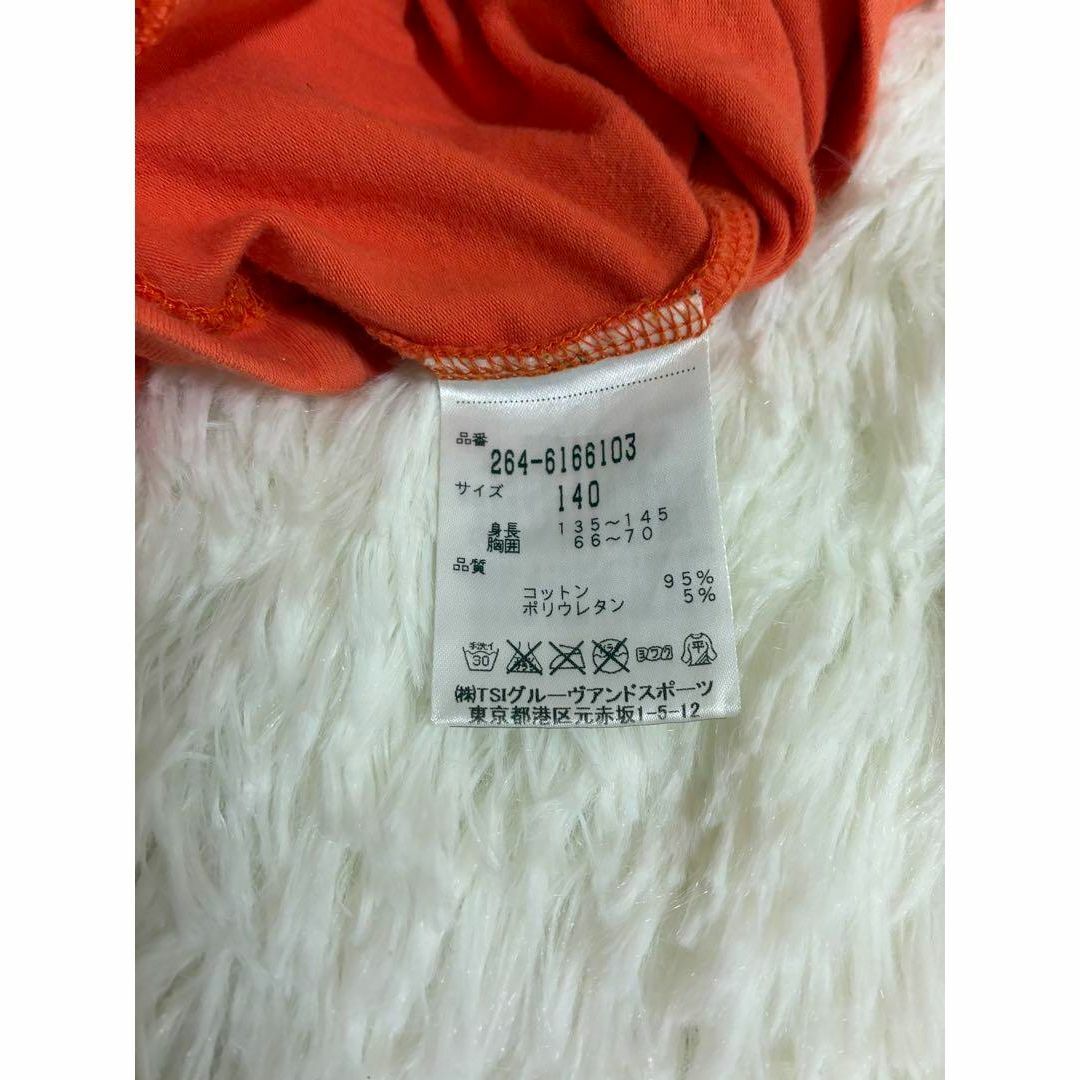 品番
264-6166103
サイズ 140
身長 135～145
胸囲 66～70
品質
コットン 95%
ポリウレタン 5%
手洗イ 30 ヨワク 平
㈱TSIグルーヴアンドスポーツ
東京都港区元赤坂1-5-12